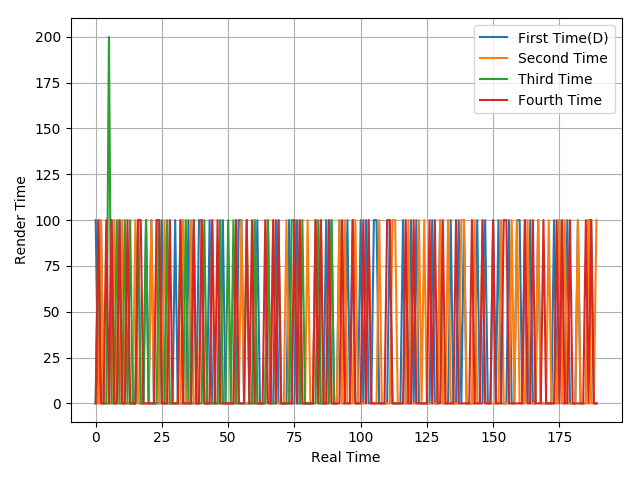 200
175
150
125
100
75
50
25
0
Render Time
0 25 50 75 100 125 150 175
Real Time
First Time(D)
Second Time
Third Time
Fourth Time